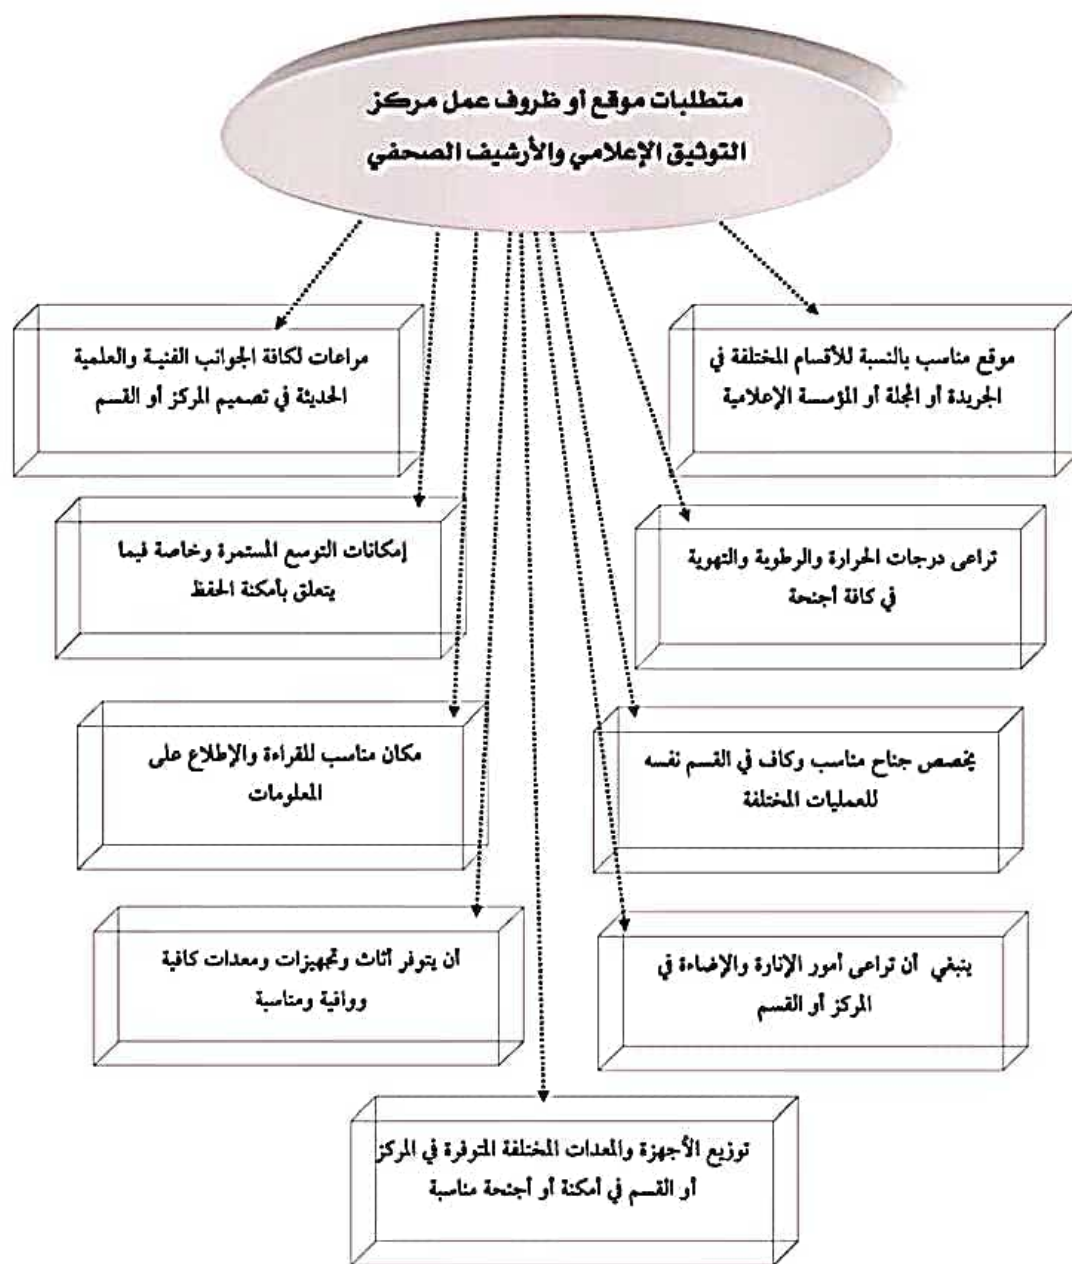 متطلبات موقع أو ظروف عمل مركز
التوثيق الإعلامي والأرشيف الصحفي
موقع مناسب بالنسبة للأقسام المختلفة في
الجريدة أو المجلة أو المؤسسة الإعلامية
مراعات لكافة الجوانب الفنية والعلمية
الحديثة في تصميم المركز أو القسم
تراعى درجات الحرارة والرطوبة والتهوية
في كافة أجنحة
إمكانات التوسع المستمرة وخاصة فيما
يتعلق بأمكنة الحفظ
يخصص جناح مناسب وكاف في القسم نفسه
للعمليات المختلفة
مكان مناسب للقراءة والإطلاع على
المعلومات
ينبغي أن تراعى أمور الإنارة والإضاءة في
المركز أو القسم
أن يتوفر أثاث وتجهيزات ومعدات كافية
ووافية ومناسبة
توزيع الأجهزة والمعدات المختلفة المتوفرة في المركز
أو القسم في أمكنة أو أجنحة مناسبة